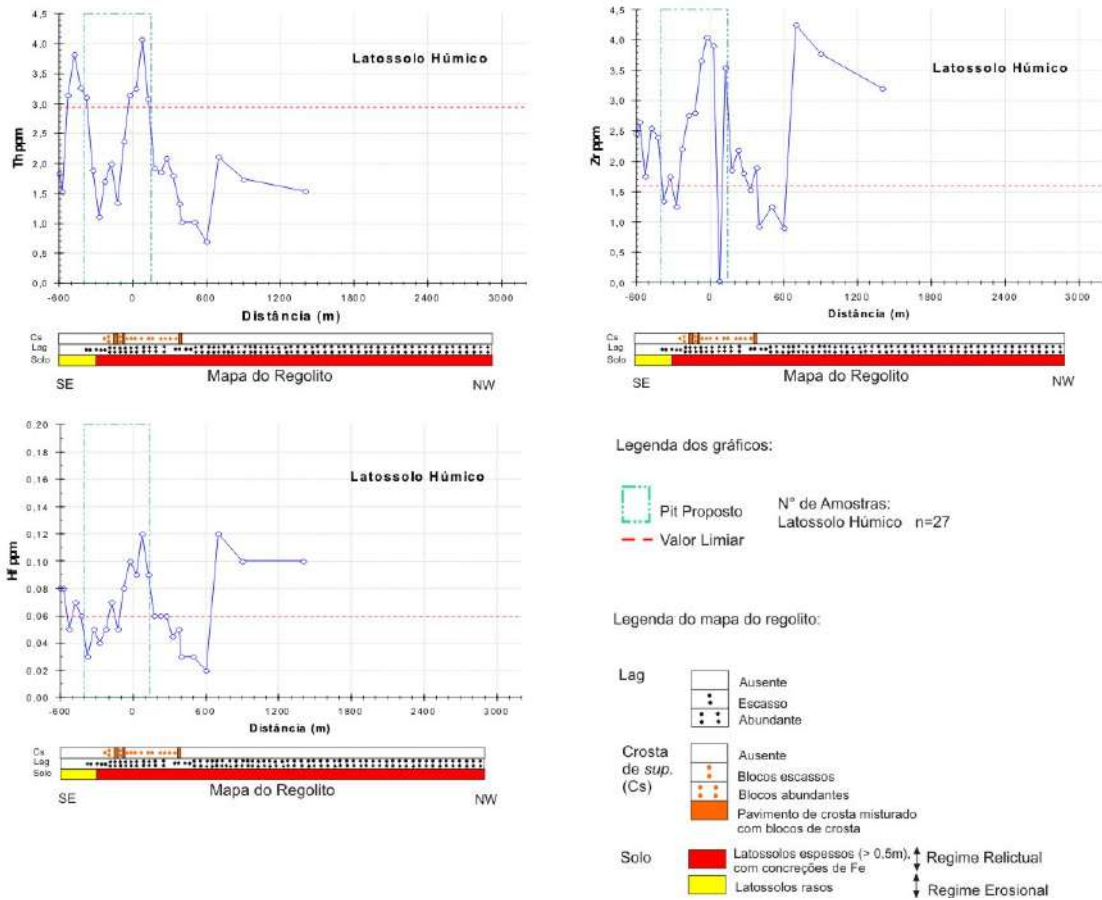 Th ppm
4,5
4,0
3,5
3,0
2,5
2,0
1,5
1,0
0,5
0,0
Latossolo Húmico
-600 0 600 1200 1800 2400 3000
Distância (m)
Cs
Lag
Solo
Mapa do Regolito
SE NW
Zr ppm
4,5
4,0
3,5
3,0
2,5
2,0
1,5
1,0
0,5
0,0
Latossolo Húmico
-600 0 600 1200 1800 2400 3000
Distância (m)
Cs
Lag
Solo
Mapa do Regolito
SE NW
Hf ppm
0.20
0.18
0.16
0.14
0.12
0.10
0.08
0.06
0.04
0.02
0.00
Latossolo Húmico
-600 0 600 1200 1800 2400 3000
Distância (m)
Cs
Lag
Solo
Mapa do Regolito
SE NW
Legenda dos gráficos:
Pit Proposto
Valor Limiar
N° de Amostras:
Latossolo Húmico n=27
Legenda do mapa do regolito:
Lag
Ausente
Escasso
Abundante
Crosta
de sup.
(Cs)
Ausente
Blocos escassos
Blocos abundantes
Pavimento de crosta misturado
com blocos de crosta
Solo
Latossolos espessos (> 0,5m),
com concreções de Fe
Regime Relictual
Latossolos rasos
Regime Erosional